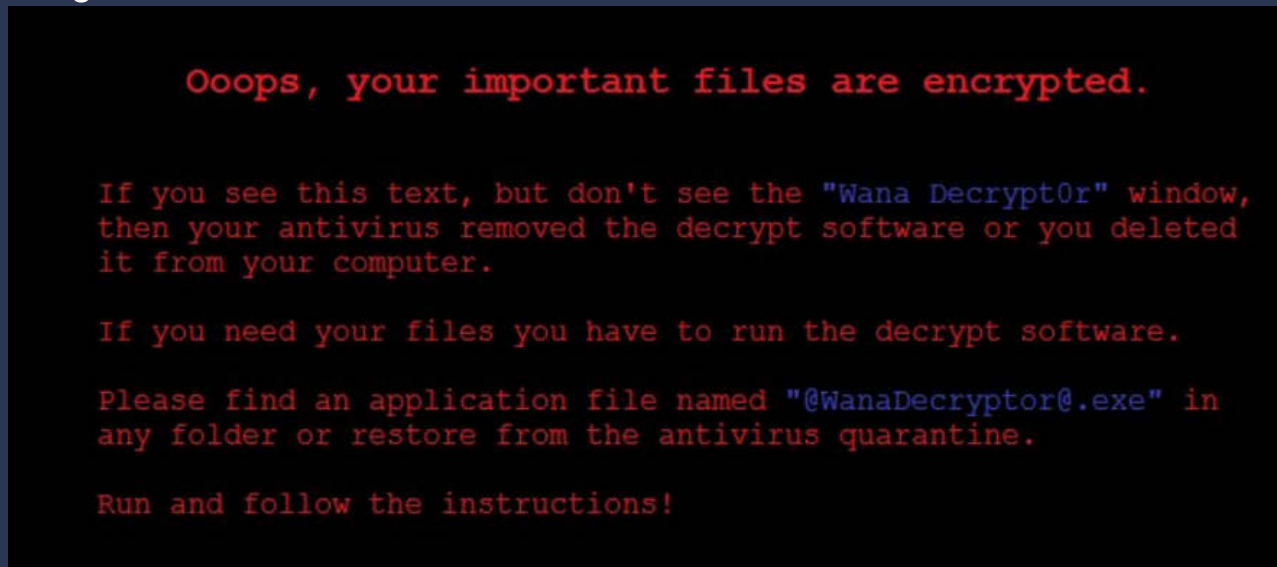 Ooops, your important files are encrypted.
If you see this text, but don't see the "Wana Decrypt0r" window,
then your antivirus removed the decrypt software or you deleted
it from your computer.
If you need your files you have to run the decrypt software.
Please find an application file named "@WanaDecryptor@.exe" in
any folder or restore from the antivirus quarantine.
Run and follow the instructions!